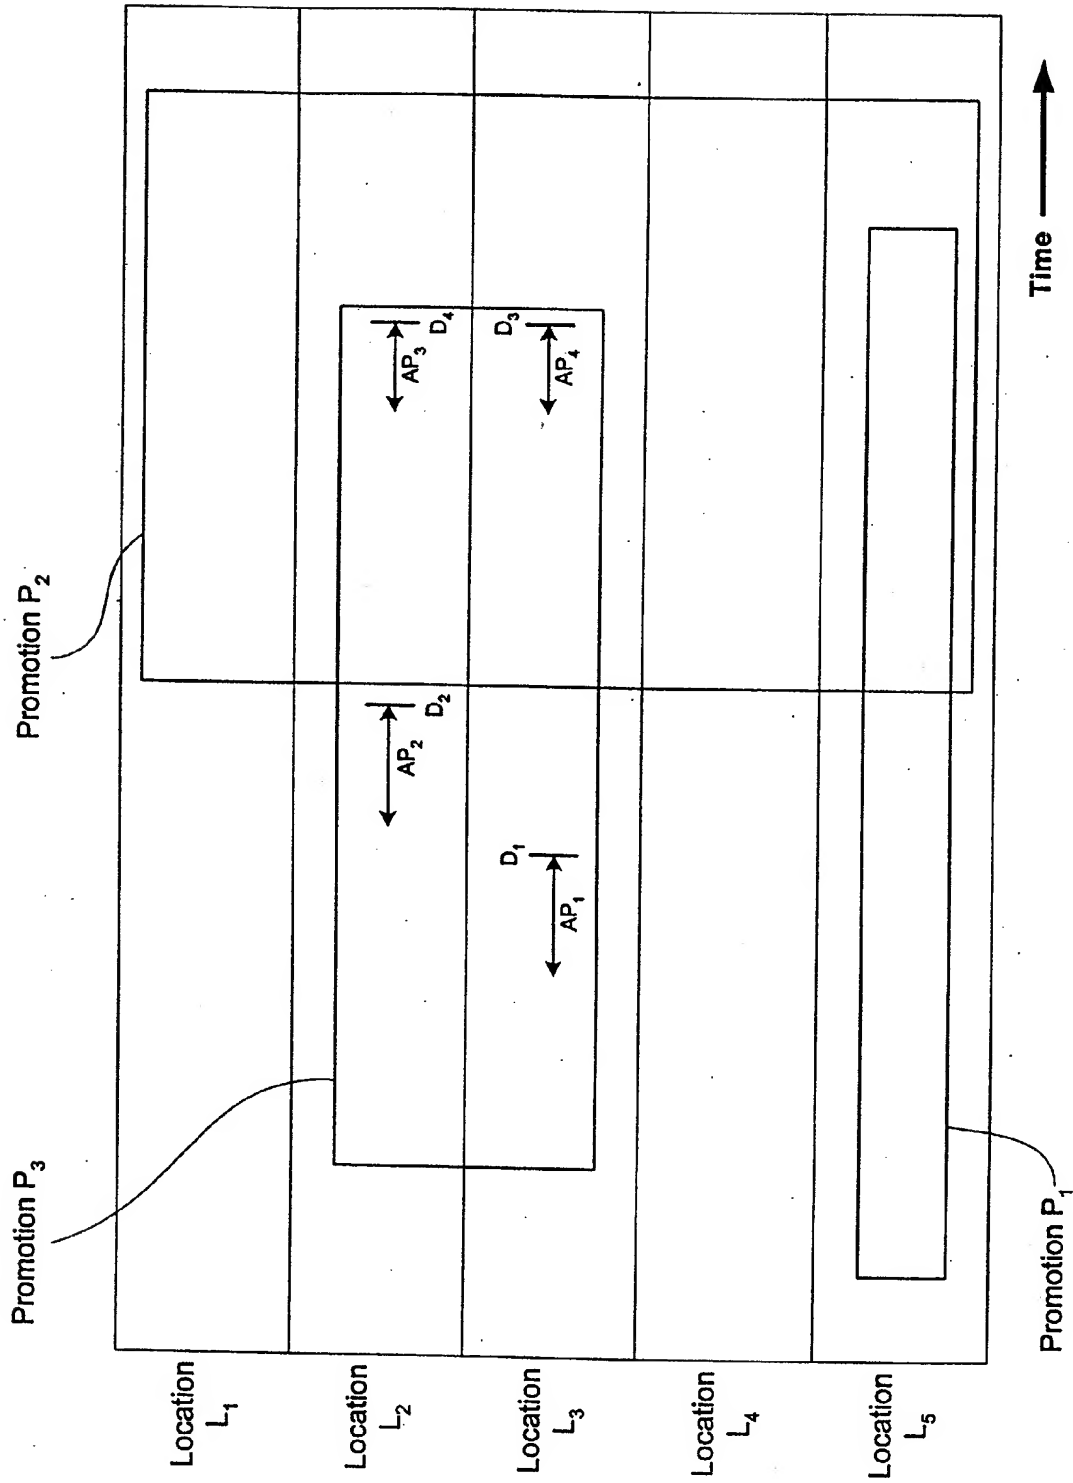 Promotion P₃
Promotion P₂
Location
L₁
Location
L₂
AP₂
D₂
AP₃
D₄
Location
L₃
D₁
AP₁
D₃
AP₄
Location
L₄
Location
L₅
Promotion P₁
Time